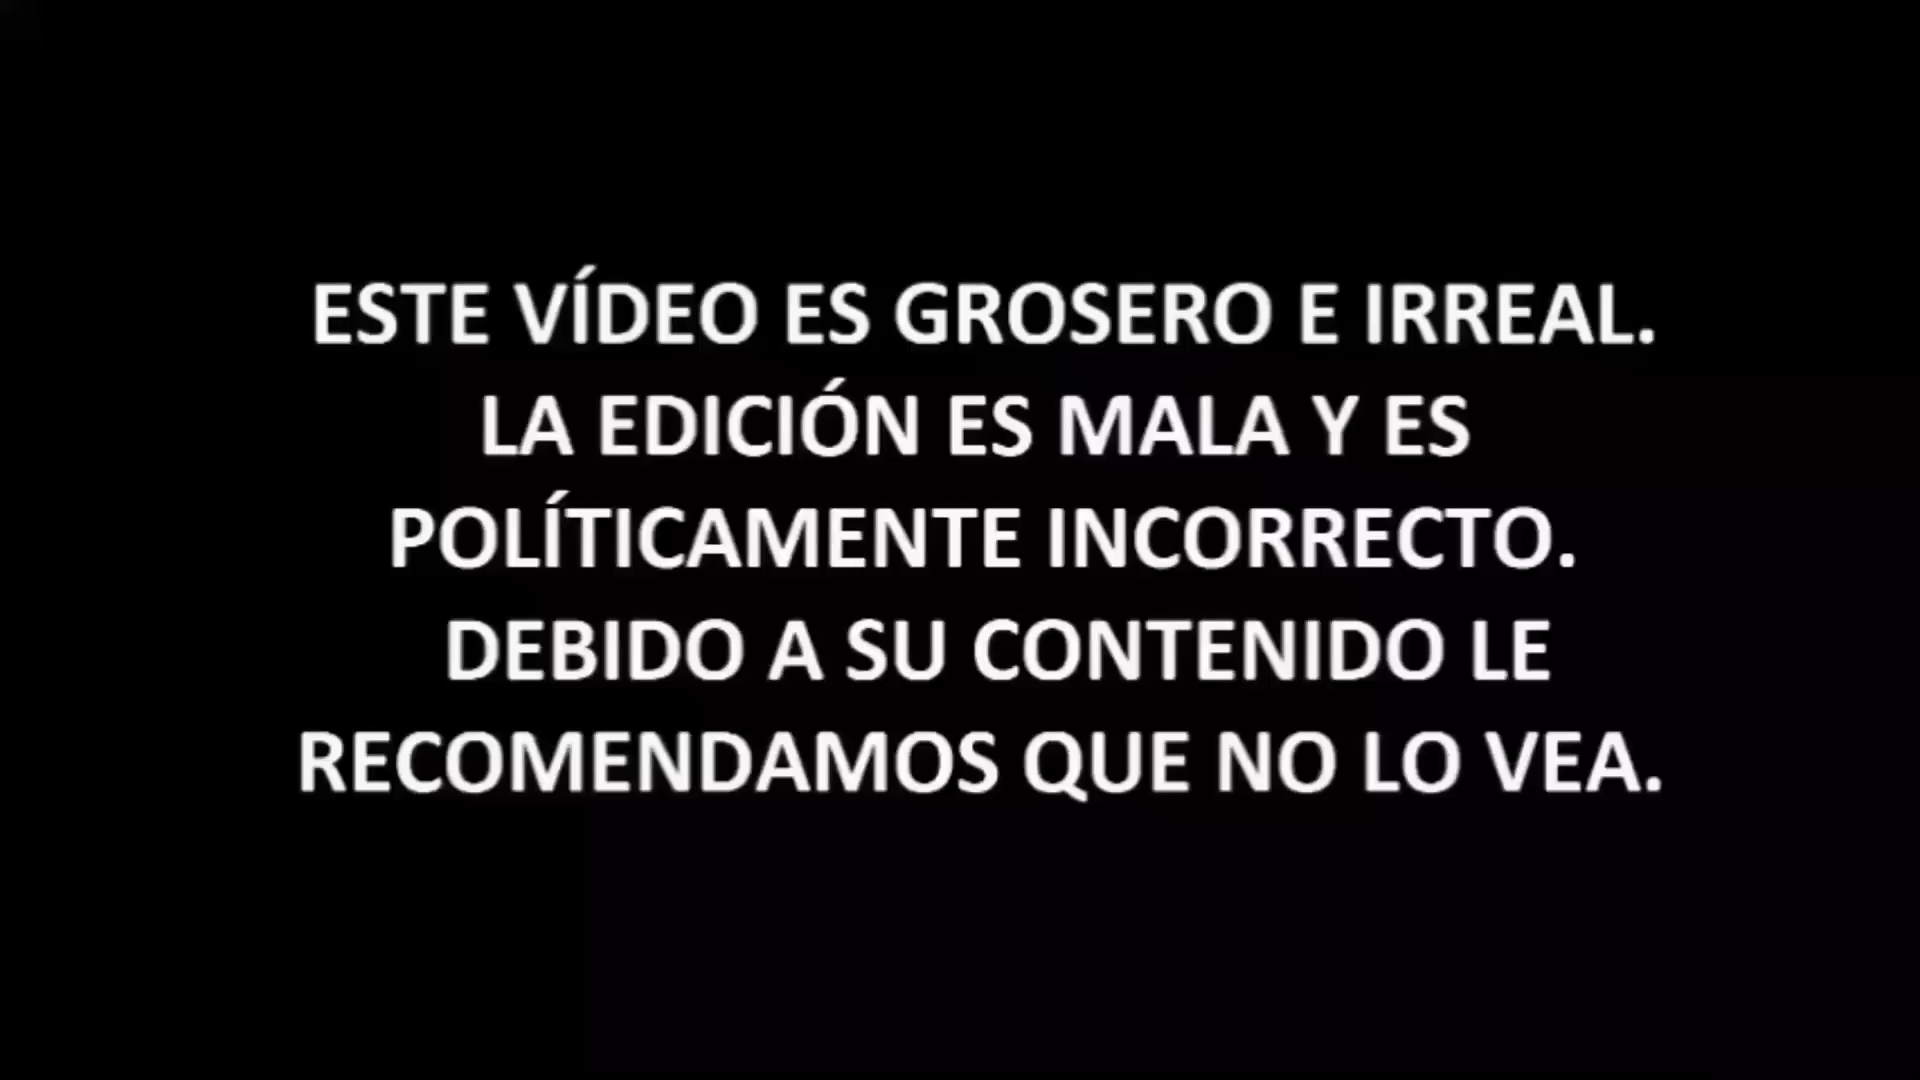 ESTE VÍDEO ES GROSERO E IRREAL.
LA EDICIÓN ES MALA Y ES
POLÍTICAMENTE INCORRECTO.
DEBIDO A SU CONTENIDO LE
RECOMENDAMOS QUE NO LO VEA.